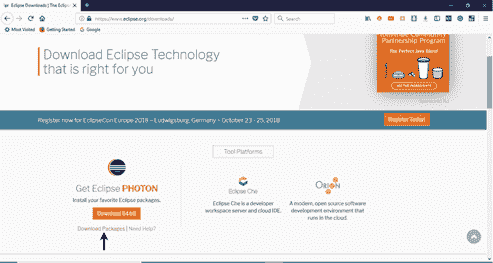 Eclipse Downloads | The Eclip
https://www.eclipse.org/downloads/
Search
Most Visited
Getting Started
Google
Download Eclipse Technology
that is right for you
Partnership Program
Register now for EclipseCon Europe 2018 – Ludwigsburg, Germany • October 23 - 25, 2018
Register Today!
Tool Platforms
Get Eclipse PHOTON
Install your favorite Eclipse packages.
Download 64 bit
Download Packages | Need Help?
Eclipse Che
Eclipse Che is a developer
workspace server and cloud IDE.
ORION
A modern, open source software
development environment that
runs in the cloud.